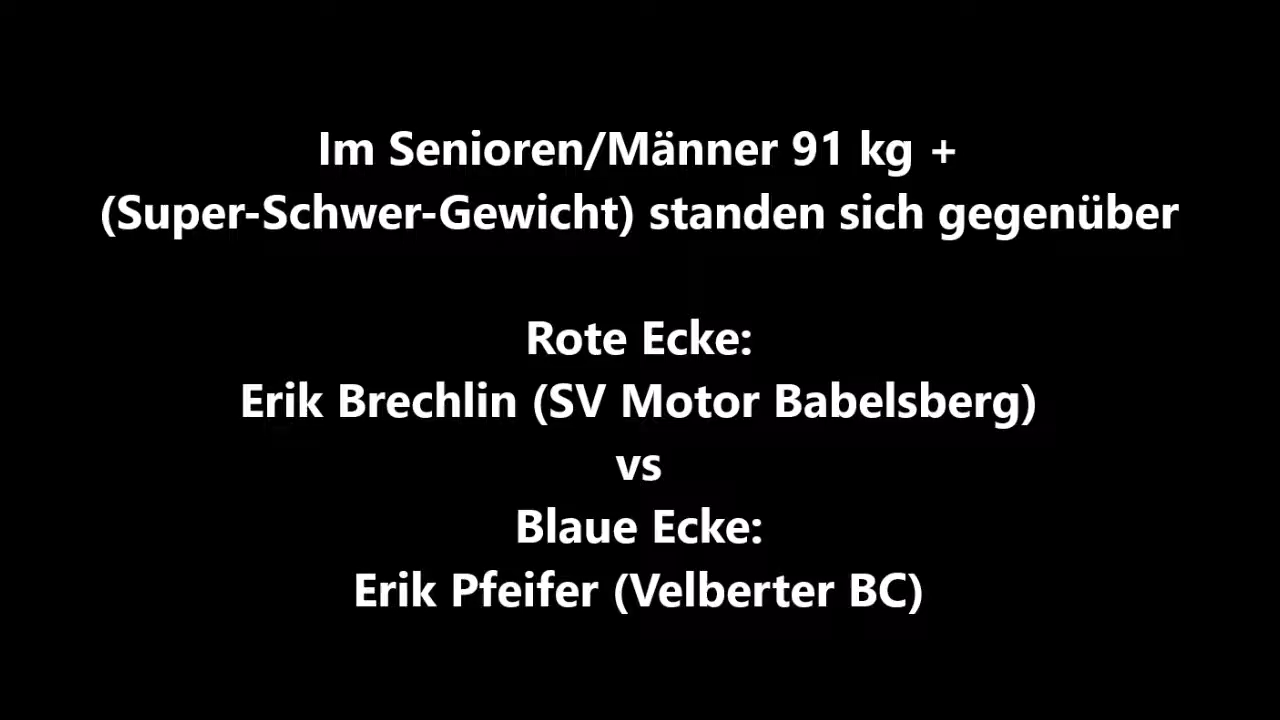 Im Senioren/Männer 91 kg +
(Super-Schwer-Gewicht) standen sich gegenüber
Rote Ecke:
Erik Brechlin (SV Motor Babelsberg)
vs
Blaue Ecke:
Erik Pfeifer (Velberter BC)